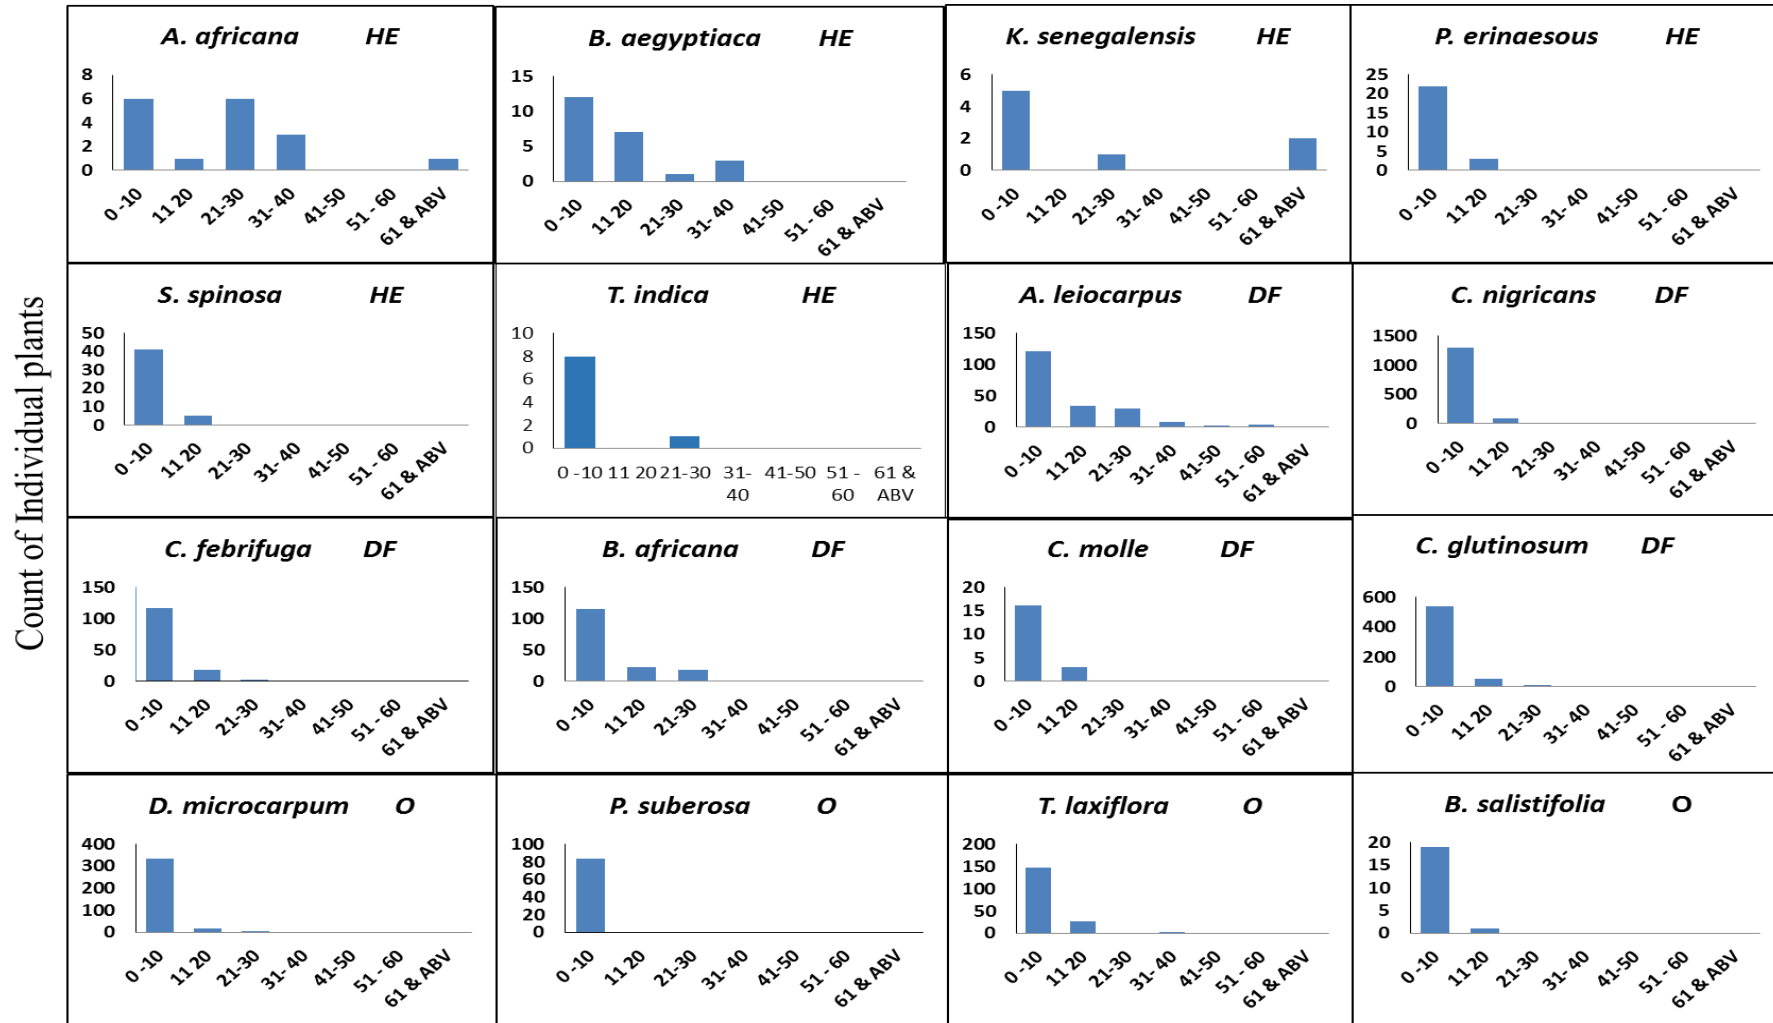 Count of Individual plants
A. africana HE
8
6
4
2
0
0 -10 11 20 21-30 31- 40 41-50 51 - 60 61 & ABV
B. aegyptiaca HE
15
10
5
0
0 -10 11 20 21-30 31- 40 41-50 51 - 60 61 & ABV
K. senegalensis HE
6
4
2
0
0 -10 11 20 21-30 31- 40 41-50 51 - 60 61 & ABV
P. erinaesous HE
25
20
15
10
5
0
0 -10 11 20 21-30 31- 40 41-50 51 - 60 61 & ABV
S. spinosa HE
50
40
30
20
10
0
0 -10 11 20 21-30 31- 40 41-50 51 - 60 61 & ABV
T. indica HE
10
8
6
4
2
0
0 -10 11 20 21-30 31- 41-50 51 - 61 &
40 60 ABV
A. leiocarpus DF
150
100
50
0
0 -10 11 20 21-30 31- 40 41-50 51 - 60 61 & ABV
C. nigricans DF
1500
1000
500
0
0 -10 11 20 21-30 31- 40 41-50 51 - 60 61 & ABV
C. febrifuga DF
150
100
50
0
0 -10 11 20 21-30 31- 40 41-50 51 - 60 61 & ABV
B. africana DF
150
100
50
0
0 -10 11 20 21-30 31- 40 41-50 51 - 60 61 & ABV
C. molle DF
20
15
10
5
0
0 -10 11 20 21-30 31- 40 41-50 51 - 60 61 & ABV
C. glutinosum DF
600
400
200
0
0 -10 11 20 21-30 31- 40 41-50 51 - 60 61 & ABV
D. microcarpum O
400
300
200
100
0
0 -10 11 20 21-30 31- 40 41-50 51 - 60 61 & ABV
P. suberosa O
100
80
60
40
20
0
0 -10 11 20 21-30 31- 40 41-50 51 - 60 61 & ABV
T. laxiflora O
200
150
100
50
0
0 -10 11 20 21-30 31- 40 41-50 51 - 60 61 & ABV
B. salistifolia O
20
15
10
5
0
0 -10 11 20 21-30 31- 40 41-50 51 - 60 61 & ABV